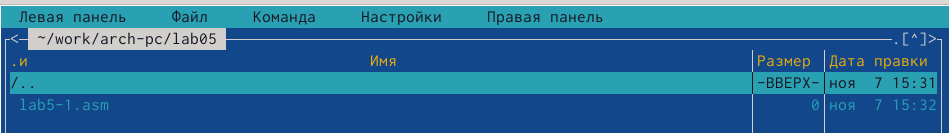 Левая панель Файл Команда Настройки Правая панель
<─ ~/work/arch-pc/lab05 .[^]>
.и Имя Размер Дата правки
/.. -ВВЕРХ- ноя 7 15:31
lab5-1.asm 0 ноя 7 15:32